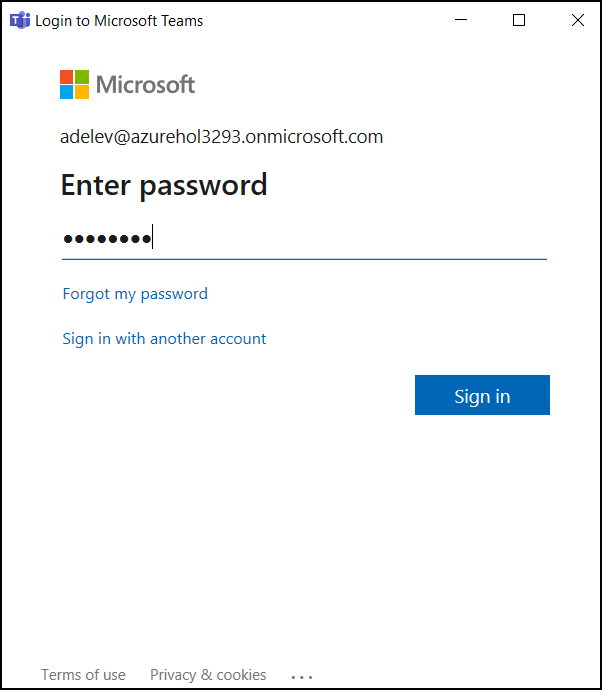 Login to Microsoft Teams
Microsoft
adelev@azurehol3293.onmicrosoft.com
Enter password
••••••••
Forgot my password
Sign in with another account
Sign in
Terms of use Privacy & cookies ...